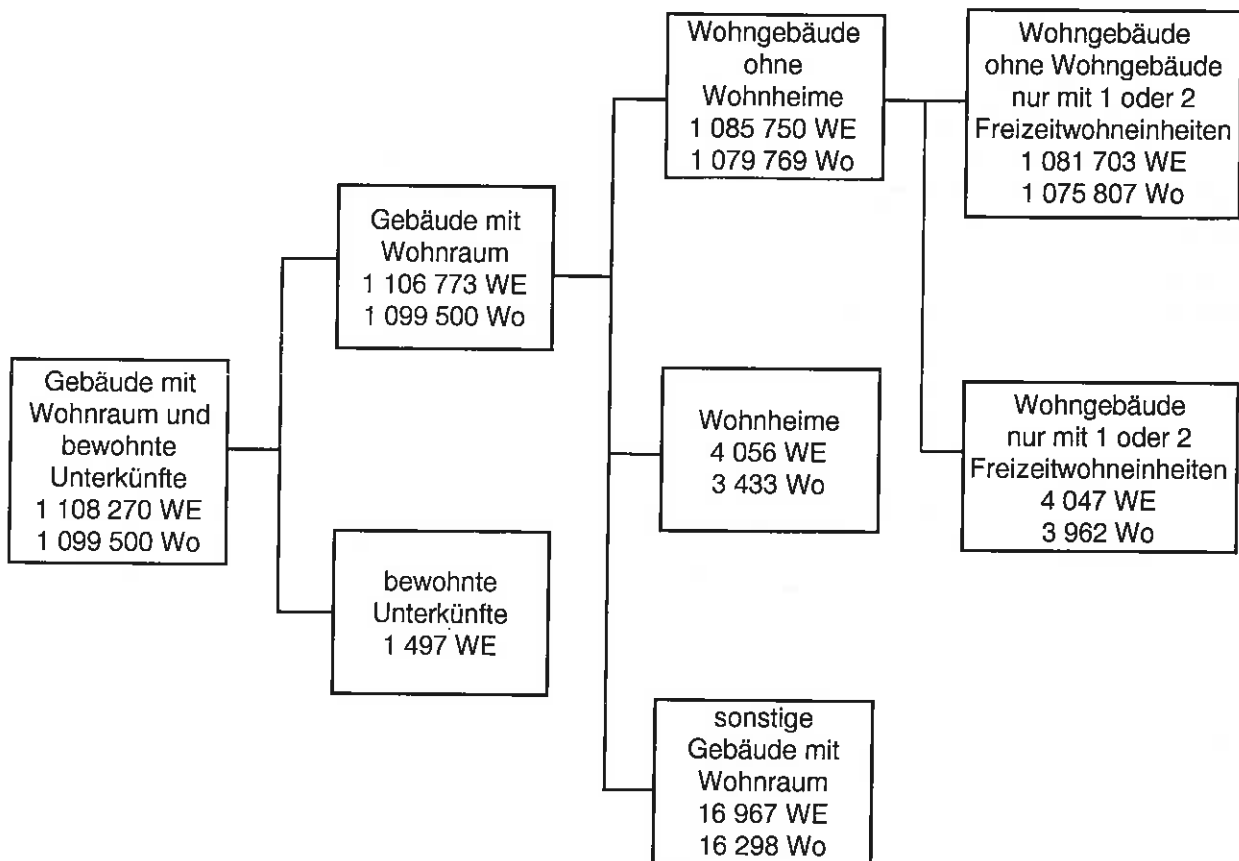 Gebäude mit
Wohnraum und
bewohnte
Unterkünfte
1 108 270 WE
1 099 500 Wo
Gebäude mit
Wohnraum
1 106 773 WE
1 099 500 Wo
bewohnte
Unterkünfte
1 497 WE
Wohngebäude
ohne
Wohnheime
1 085 750 WE
1 079 769 Wo
Wohnheime
4 056 WE
3 433 Wo
sonstige
Gebäude mit
Wohnraum
16 967 WE
16 298 Wo
Wohngebäude
ohne Wohngebäude
nur mit 1 oder 2
Freizeitwohneinheiten
1 081 703 WE
1 075 807 Wo
Wohngebäude
nur mit 1 oder 2
Freizeitwohneinheiten
4 047 WE
3 962 Wo